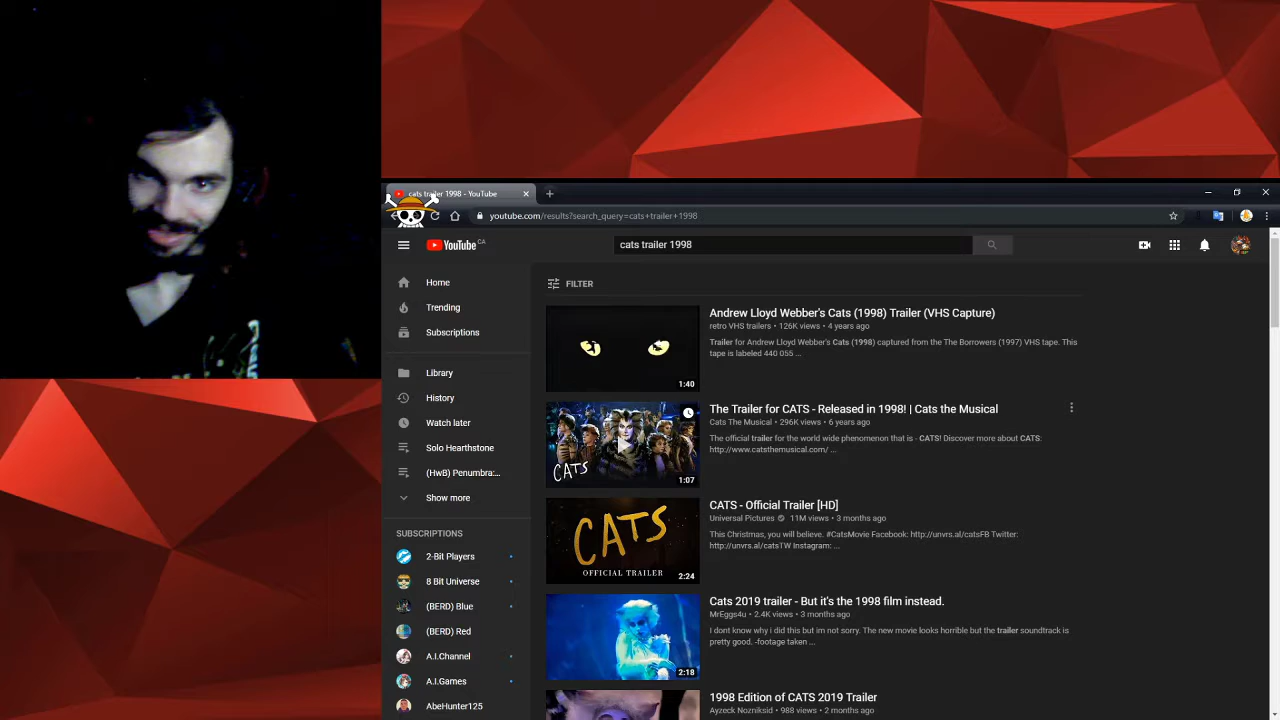 cats trailer 1998 - YouTube
youtube.com/results?search_query=cats+trailer+1998
YouTube CA
cats trailer 1998
Home
Trending
Subscriptions
Library
History
Watch later
Solo Hearthstone
(HwB) Penumbra:...
Show more
SUBSCRIPTIONS
2-Bit Players
8 Bit Universe
(BERD) Blue
(BERD) Red
A.I.Channel
A.I.Games
AbeHunter125
FILTER
1:40
Andrew Lloyd Webber's Cats (1998) Trailer (VHS Capture)
retro VHS trailers • 126K views • 4 years ago
Trailer for Andrew Lloyd Webber's Cats (1998) captured from the The Borrowers (1997) VHS tape. This
tape is labeled 440 055 ...
CATS
1:07
The Trailer for CATS - Released in 1998! | Cats the Musical
Cats The Musical • 296K views • 6 years ago
The official trailer for the world wide phenomenon that is - CATS! Discover more about CATS:
http://www.catsthemusical.com/ ...
CATS
OFFICIAL TRAILER
2:24
CATS - Official Trailer [HD]
Universal Pictures 11M views • 3 months ago
This Christmas, you will believe. #CatsMovie Facebook: http://unvrs.al/catsFB Twitter:
http://unvrs.al/catsTW Instagram: ...
2:18
Cats 2019 trailer - But it's the 1998 film instead.
MrEggs4u • 2.4K views • 3 months ago
I dont know why i did this but im not sorry. The new movie looks horrible but the trailer soundtrack is
pretty good. -footage taken ...
1998 Edition of CATS 2019 Trailer
Ayzeck Nozniksid • 988 views • 2 months ago